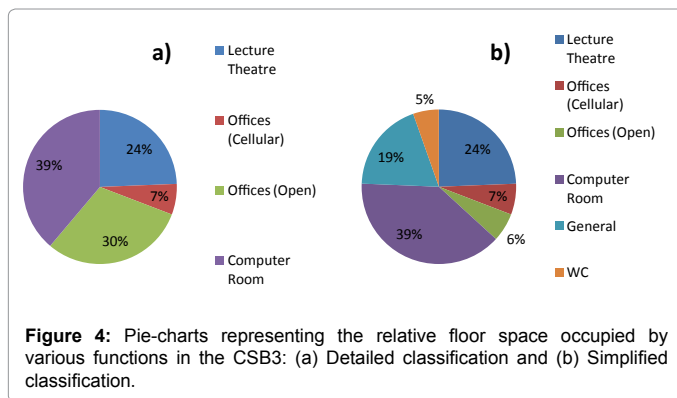 a)
Lecture
Theatre
Offices
(Cellular)
Offices (Open)
Computer
Room
24%
7%
30%
39%
b)
Lecture
Theatre
Offices
(Cellular)
Offices (Open)
Computer
Room
General
WC
5%
24%
7%
6%
39%
19%
Figure 4: Pie-charts representing the relative floor space occupied by
various functions in the CSB3: (a) Detailed classification and (b) Simplified
classification.